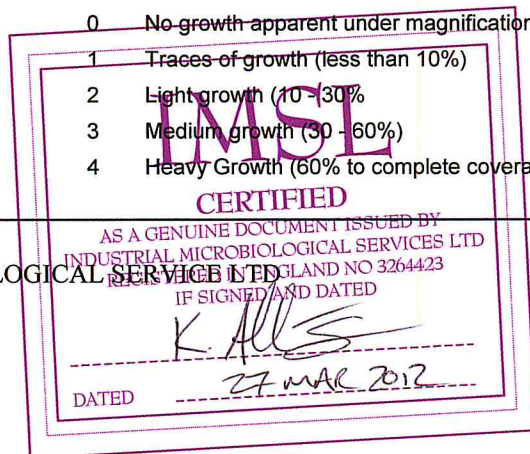 0 No growth apparent under magnification
1 Traces of growth (less than 10%)
2 Light growth (10 - 30%
3 Medium growth (30 - 60%)
4 Heavy Growth (60% to complete covera
IMSL
CERTIFIED
AS A GENUINE DOCUMENT ISSUED BY
INDUSTRIAL MICROBIOLOGICAL SERVICES LTD
LOGICAL SERVICE LTD
REGISTERED IN ENGLAND NO 3264423
IF SIGNED AND DATED
DATED 27 MAR 2012